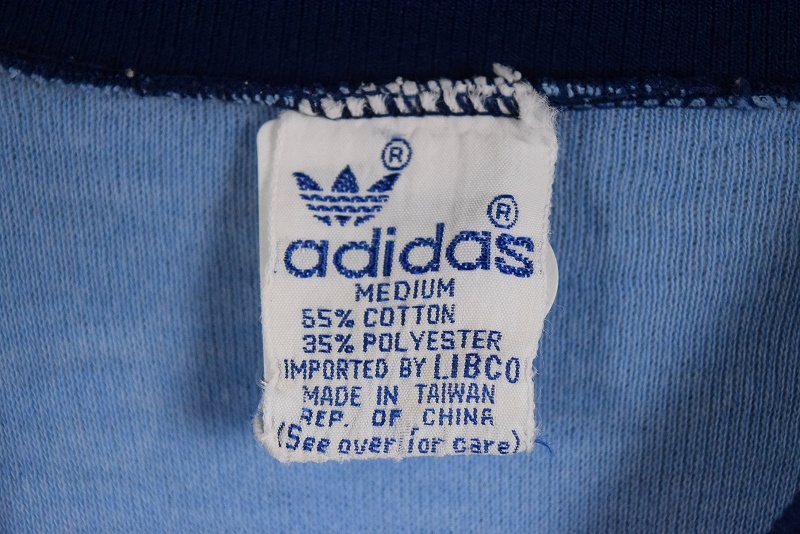 ®
adidas®
MEDIUM
65% COTTON
35% POLYESTER
IMPORTED BY LIBCO
MADE IN TAIWAN
REP. OF CHINA
(See over for care)